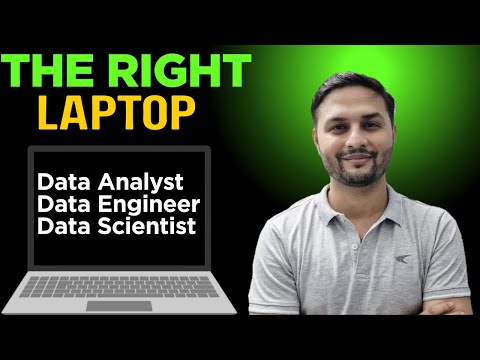 THE RIGHT
LAPTOP
Data Analyst
Data Engineer
Data Scientist